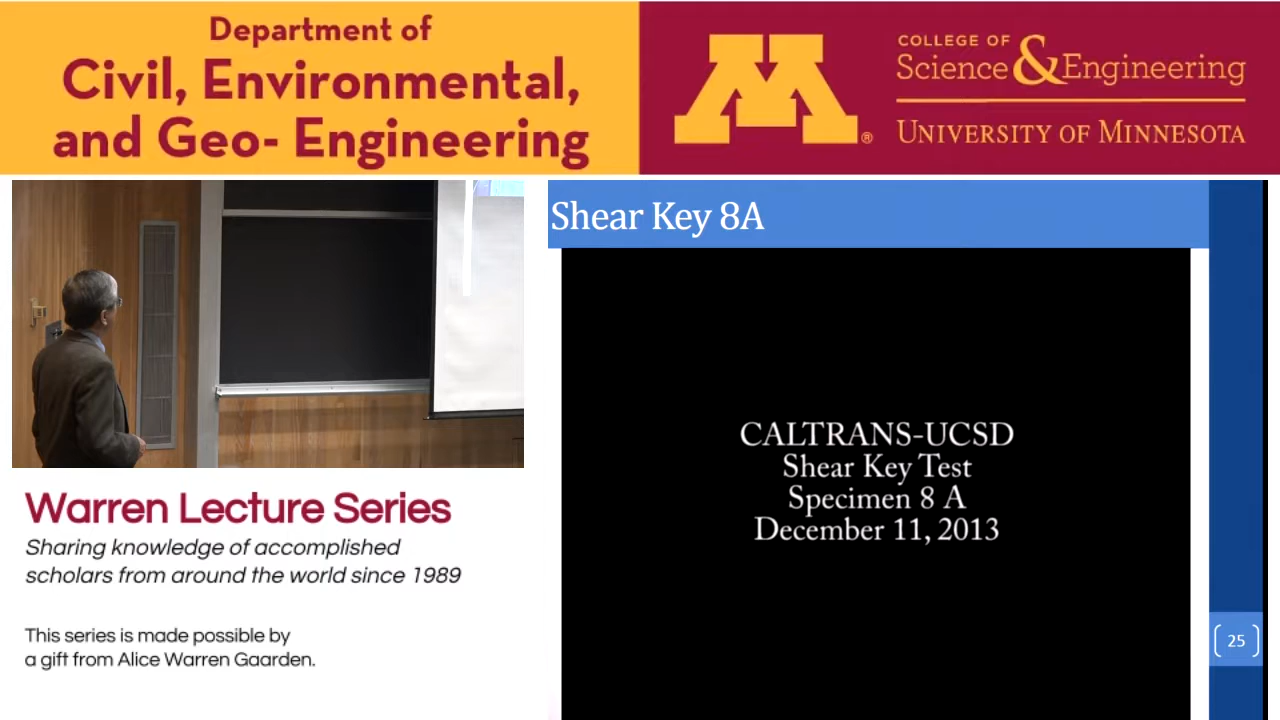 Department of
Civil, Environmental,
and Geo- Engineering
M®
COLLEGE OF
Science & Engineering
UNIVERSITY OF MINNESOTA
Shear Key 8A
CALTRANS-UCSD
Shear Key Test
Specimen 8 A
December 11, 2013
Warren Lecture Series
Sharing knowledge of accomplished
scholars from around the world since 1989
This series is made possible by
a gift from Alice Warren Gaarden.
25